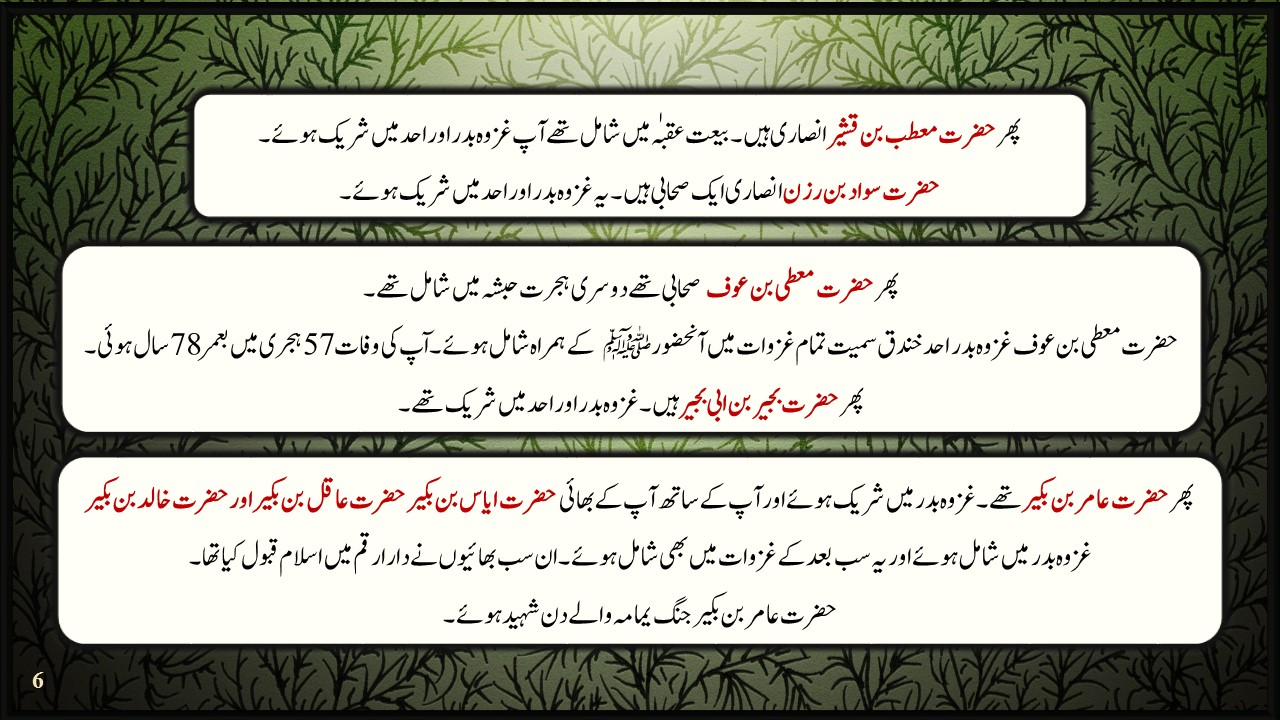 پھر حضرت معطب بن قشیر انصاری ہیں۔ بیعت عقبہٰ میں شامل تھے آپ غزوہ بدر اور احد میں شریک ہوئے۔
حضرت سواد بن رزن انصاری ایک صحابی ہیں۔ یہ غزوہ بدر اور احد میں شریک ہوئے۔
پھر حضرت معطی بن عوف صحابی تھے دوسری ہجرت حبشہ میں شامل تھے۔
حضرت معطی بن عوف غزوہ بدر احد خندق سمیت تمام غزوات میں آنحضور ﷺ کے ہمراہ شامل ہوئے۔ آپ کی وفات 57 ہجری میں بعمر 78 سال ہوئی۔
پھر حضرت بجیر بن ابی بجیر ہیں۔ غزوہ بدر اور احد میں شریک تھے۔
پھر حضرت عامر بن بکیر تھے۔ غزوہ بدر میں شریک ہوئے اور آپ کے ساتھ آپ کے بھائی حضرت ایاس بن بکیر حضرت عاقل بن بکیر اور حضرت خالد بن بکیر
غزوہ بدر میں شامل ہوئے اور یہ سب بعد کے غزوات میں بھی شامل ہوئے۔ ان سب بھائیوں نے دار ارقم میں اسلام قبول کیا تھا۔
حضرت عامر بن بکیر جنگ یمامہ والے دن شہید ہوئے۔
6